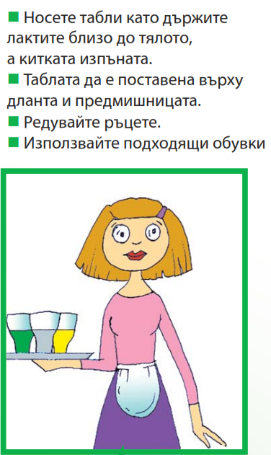 ■ Носете табли като държите
лактите близо до тялото,
а китката изпъната.
■ Таблата да е поставена върху
дланта и предмишницата.
■ Редувайте ръцете.
■ Използвайте подходящи обувки